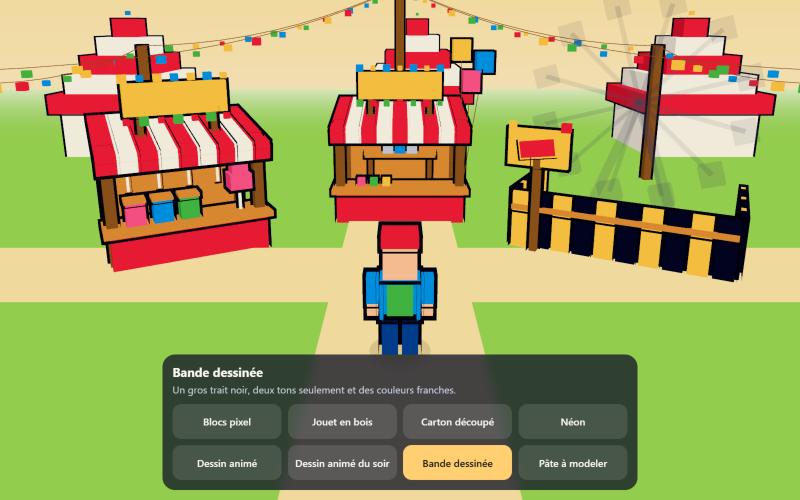 Bande dessinée
Un gros trait noir, deux tons seulement et des couleurs franches.
Blocs pixel
Jouet en bois
Carton découpé
Néon
Dessin animé
Dessin animé du soir
Bande dessinée
Pâte à modeler